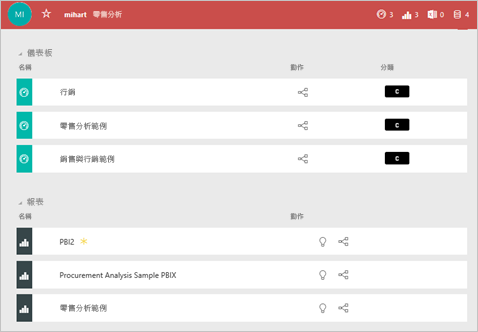 MI mihart 零售分析 3 3 0 4
儀表板
名稱 動作 分類
行銷 C
零售分析範例 C
銷售與行銷範例 C
報表
名稱 動作
PBI2
Procurement Analysis Sample PBIX
零售分析範例